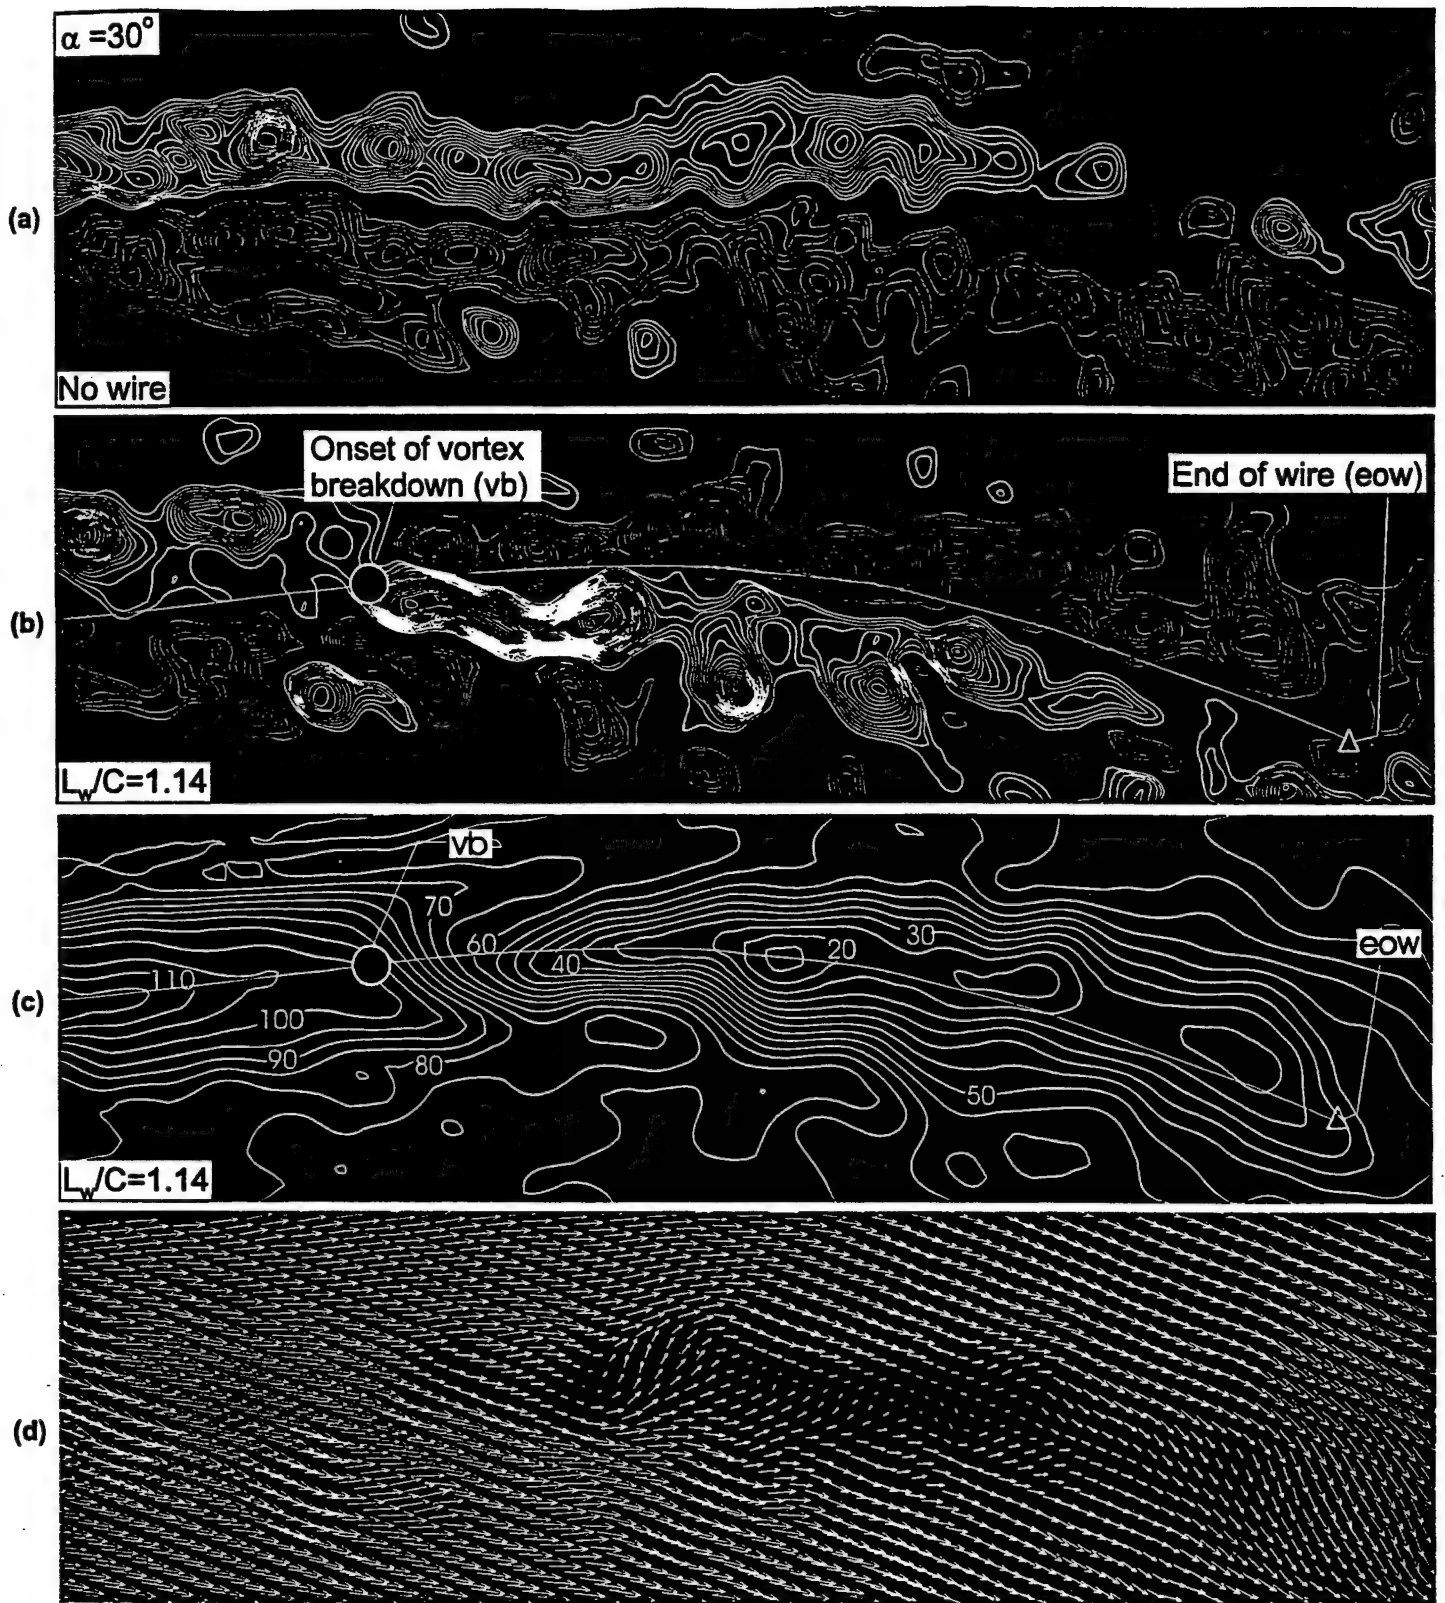 α =30°
(a)
No wire
Onset of vortex
breakdown (vb)
End of wire (eow)
(b)
L_w/C=1.14
vb
70
60
40
20
30
eow
110
(c)
100
90
80
50
L_w/C=1.14
(d)